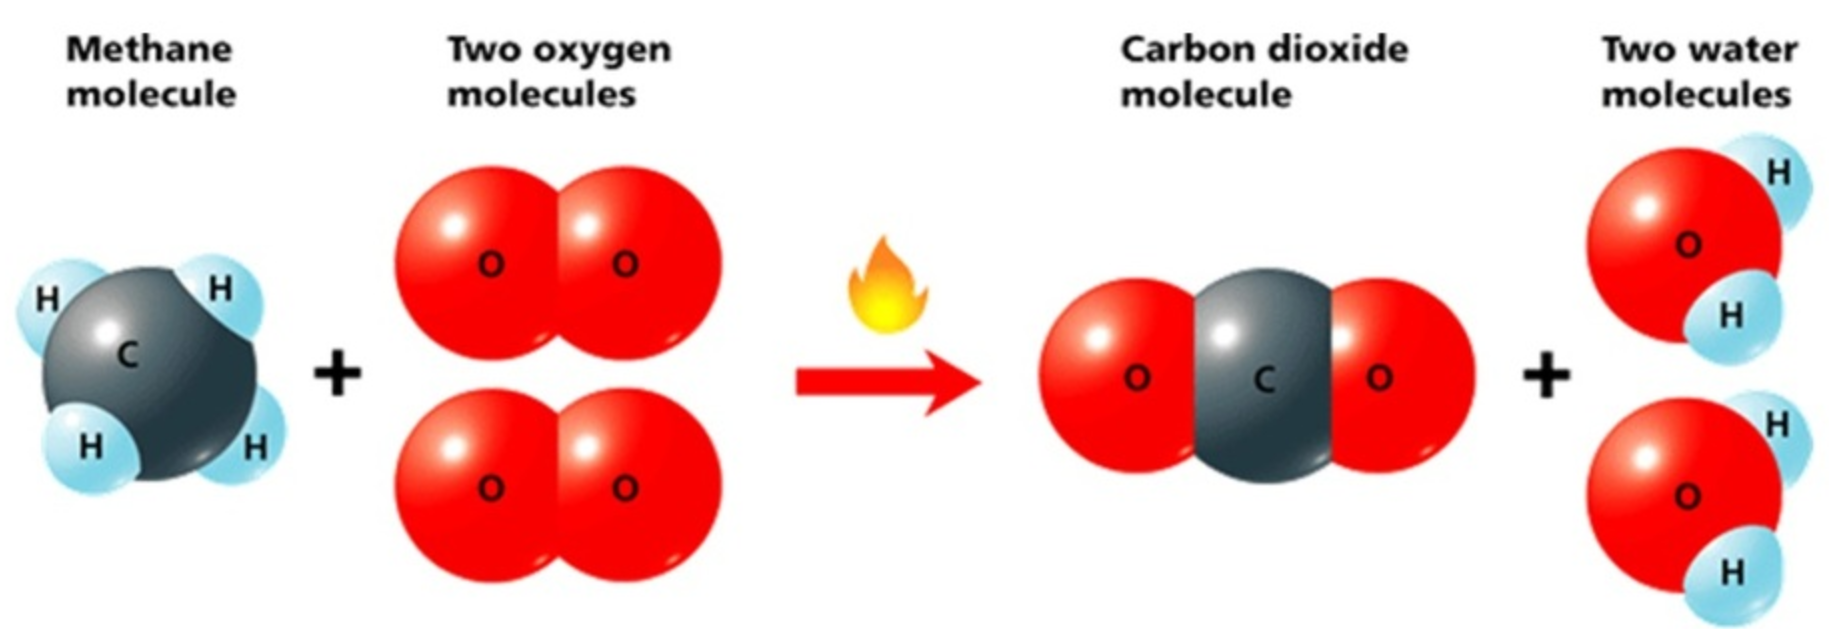 Methane
molecule
Two oxygen
molecules
Carbon dioxide
molecule
Two water
molecules
H
H
C
H
H
+
O
O
O
O
O
C
O
+
H
O
H
H
O
H